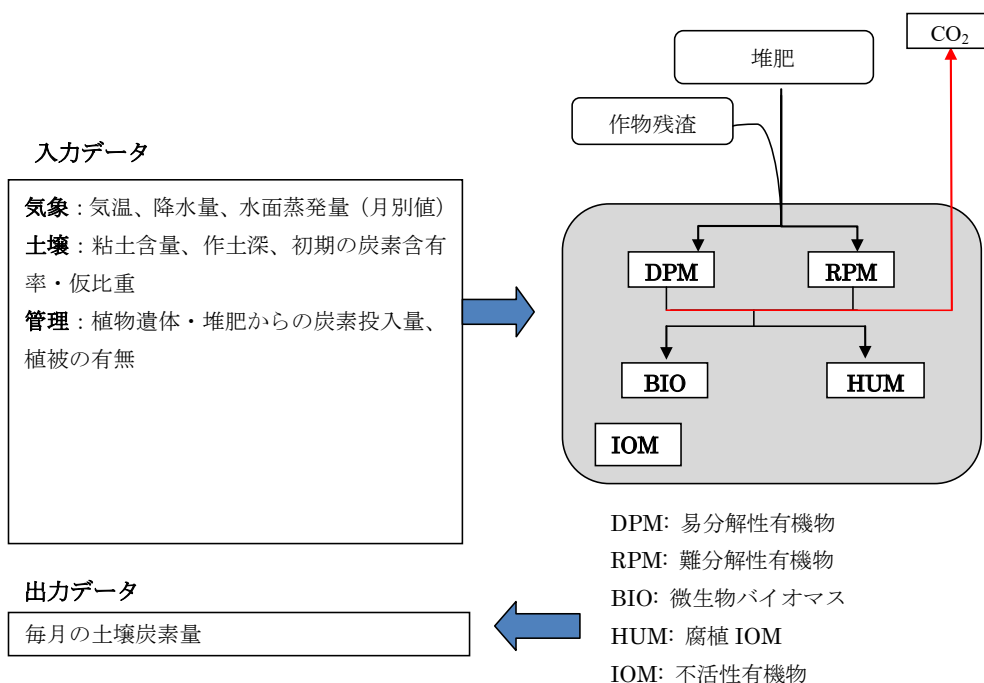 CO₂
堆肥
作物残渣
入力データ
気象：気温、降水量、水面蒸発量（月別値）
土壌：粘土含量、作土深、初期の炭素含有
率・仮比重
管理：植物遺体・堆肥からの炭素投入量、
植被の有無
DPM
RPM
BIO
HUM
IOM
DPM: 易分解性有機物
RPM: 難分解性有機物
BIO: 微生物バイオマス
HUM: 腐植 IOM
IOM: 不活性有機物
出力データ
毎月の土壌炭素量